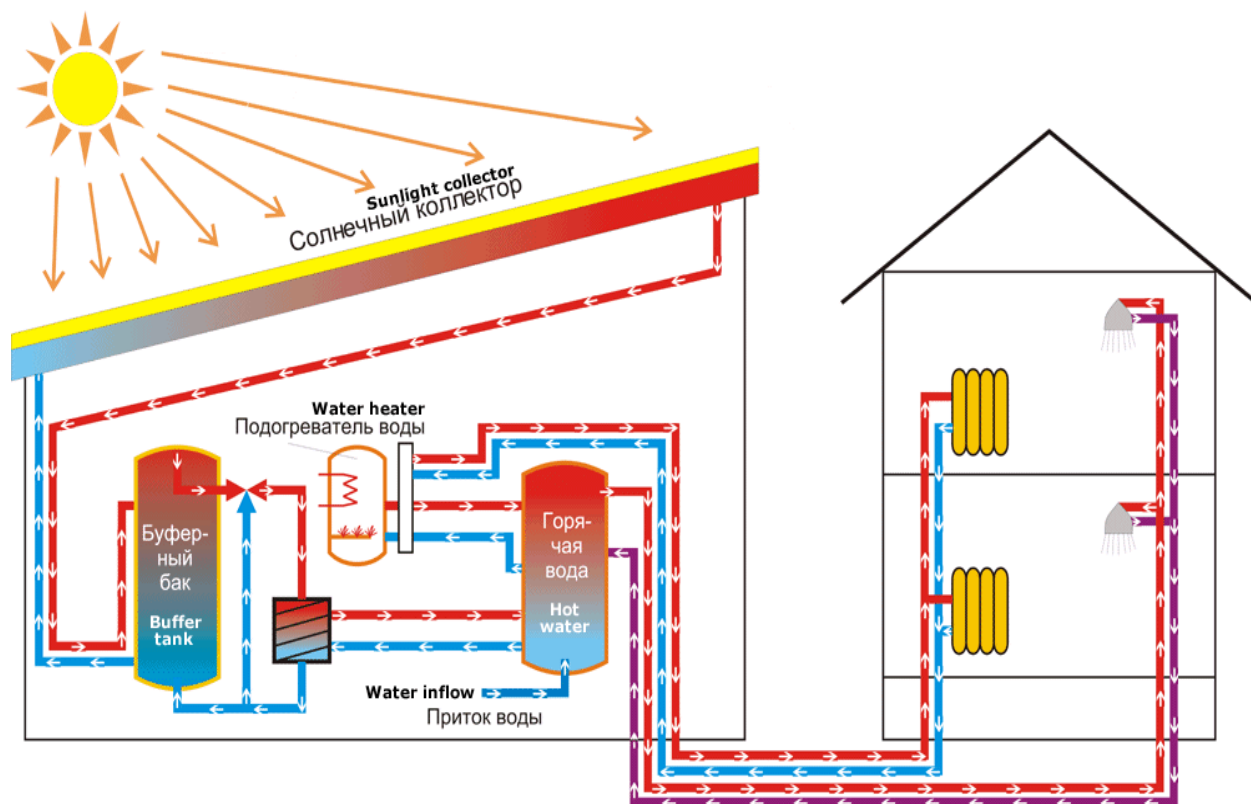 Sunlight collector
Солнечный коллектор
Water heater
Подогреватель воды
Буфер-
ный
бак
Buffer
tank
Горя-
чая
вода
Hot
water
Water inflow
Приток воды